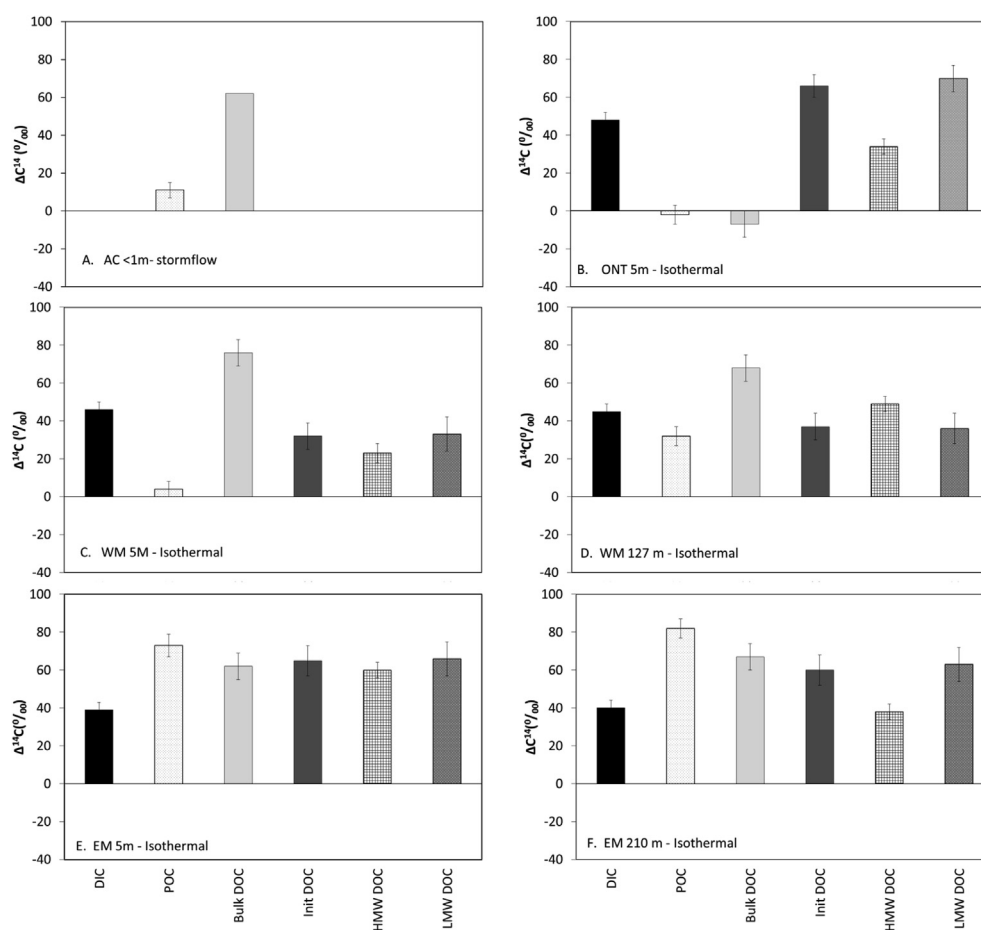 100
80
60
40
20
0
-20
-40
ΔC¹⁴ (⁰/₀₀)
A. AC <1m- stormflow
100
80
60
40
20
0
-20
-40
Δ¹⁴C (⁰/₀₀)
B. ONT 5m - Isothermal
100
80
60
40
20
0
-20
-40
Δ¹⁴C (⁰/₀₀)
C. WM 5M - Isothermal
100
80
60
40
20
0
-20
-40
Δ¹⁴C(⁰/₀₀)
D. WM 127 m - Isothermal
100
80
60
40
20
0
-20
-40
Δ¹⁴C(⁰/₀₀)
E. EM 5m - Isothermal
DIC
POC
Bulk DOC
Init DOC
HMW DOC
LMW DOC
100
80
60
40
20
0
-20
-40
ΔC¹⁴(⁰/₀₀)
F. EM 210 m - Isothermal
DIC
POC
Bulk DOC
Init DOC
HMW DOC
LMW DOC